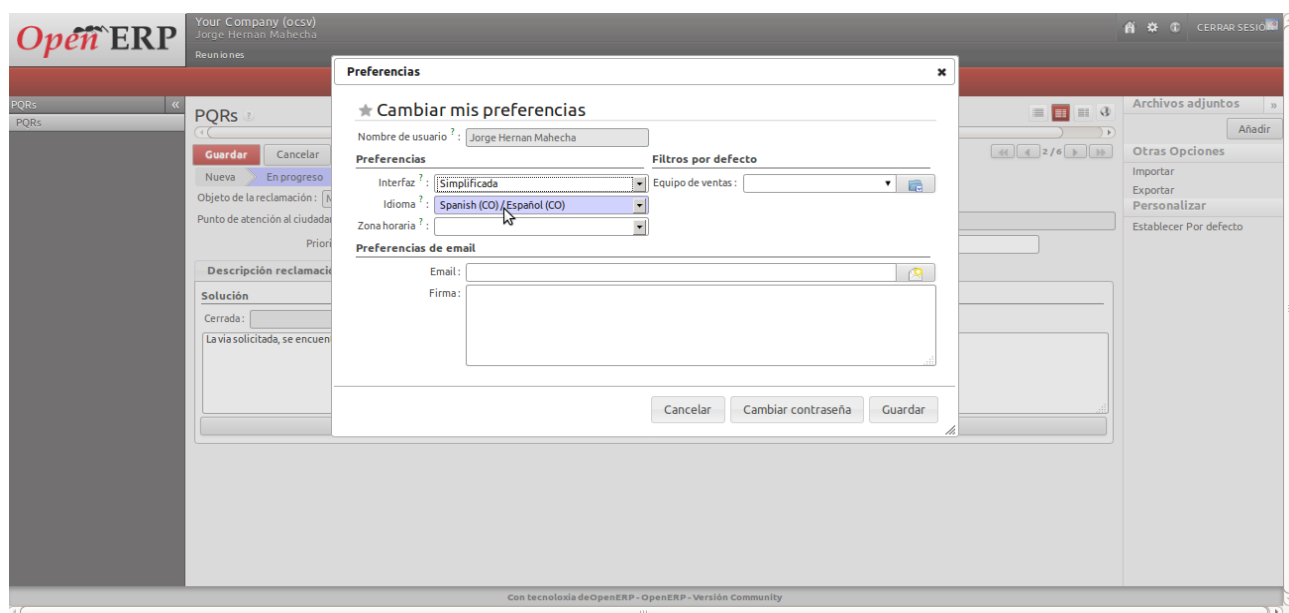 Open ERP
Your Company (ocsv)
Jorge Hernan Mahecha
CERRAR SESIÓ
Reuniones
Preferencias
PQRs
PQRs
PQRs ?
Archivos adjuntos
Añadir
Otras Opciones
Importar
Exportar
Personalizar
Establecer Por defecto
Guardar Cancelar
2 / 6
Nueva En progreso
Objeto de la reclamación :
Punto de atención al ciudadan
Priori
Descripción reclamació
Solución
Cerrada :
La via solicitada, se encuen
Cambiar mis preferencias
Nombre de usuario ? : Jorge Hernan Mahecha
Preferencias Filtros por defecto
Interfaz ? : Simplificada Equipo de ventas :
Idioma ? : Spanish (CO) / Español (CO)
Zona horaria ? :
Preferencias de email
Email :
Firma :
Cancelar Cambiar contraseña Guardar
Con tecnoloxía de OpenERP - OpenERP - Versión Community